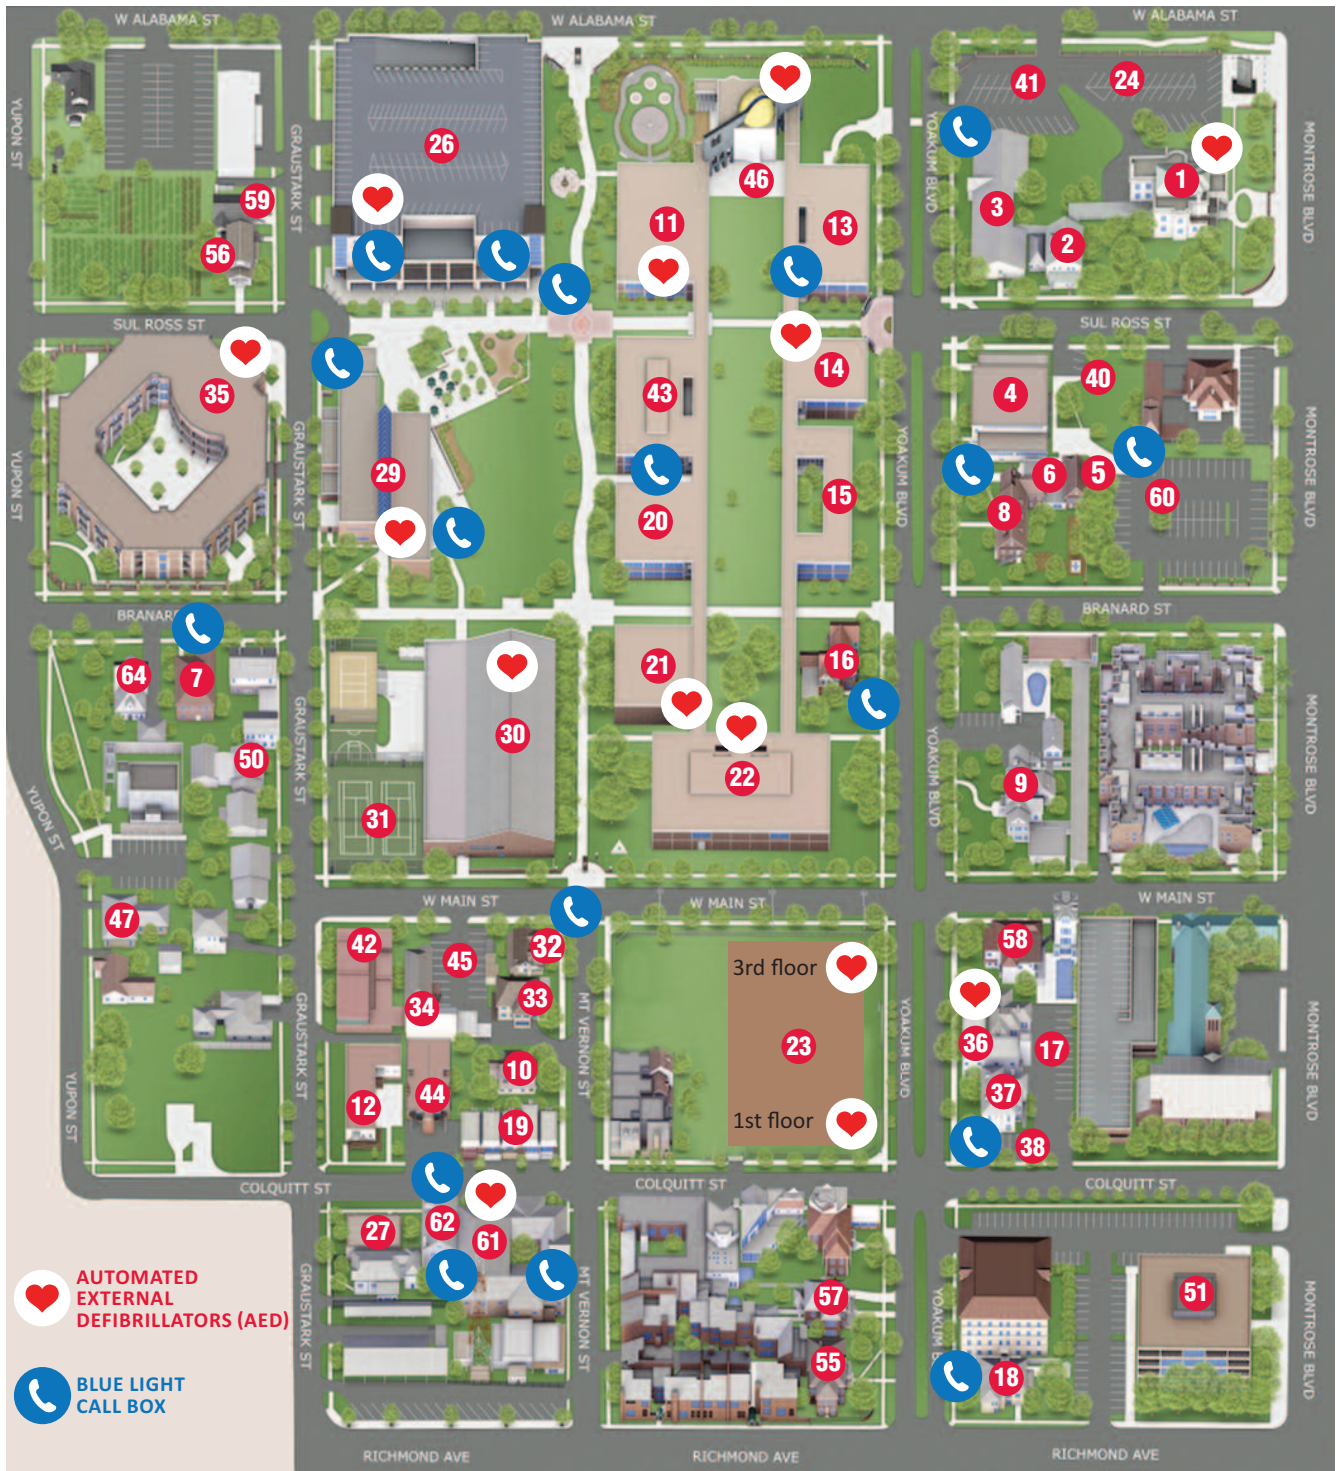 W ALABAMA ST
W ALABAMA ST
W ALABAMA ST
YUPON ST
GRAUSTARK ST
YOAKUM BLVD
MONTROSE BLVD
41
24
26
1
59
46
3
11
13
56
2
SUL ROSS ST
SUL ROSS ST
35
14
40
43
4
YUPON ST
GRAUSTARK ST
YOAKUM BLVD
MONTROSE BLVD
29
15
6
5
60
20
8
BRANARD
BRANARD ST
64
7
21
16
30
50
GRAUSTARK ST
YOAKUM BLVD
MONTROSE BLVD
22
9
31
YUPON ST
W MAIN ST
W MAIN ST
W MAIN ST
47
42
45
32
58
3rd floor
34
33
GRAUSTARK ST
MT VERNON ST
YOAKUM BLVD
MONTROSE BLVD
23
36
17
10
44
37
12
YUPON ST
19
1st floor
38
COLQUITT ST
COLQUITT ST
COLQUITT ST
27
62
61
57
51
GRAUSTARK ST
MT VERNON ST
YOAKUM B
MONTROSE BLVD
55
18
AUTOMATED
EXTERNAL
DEFIBRILLATORS (AED)
BLUE LIGHT
CALL BOX
RICHMOND AVE
RICHMOND AVE
RICHMOND AVE